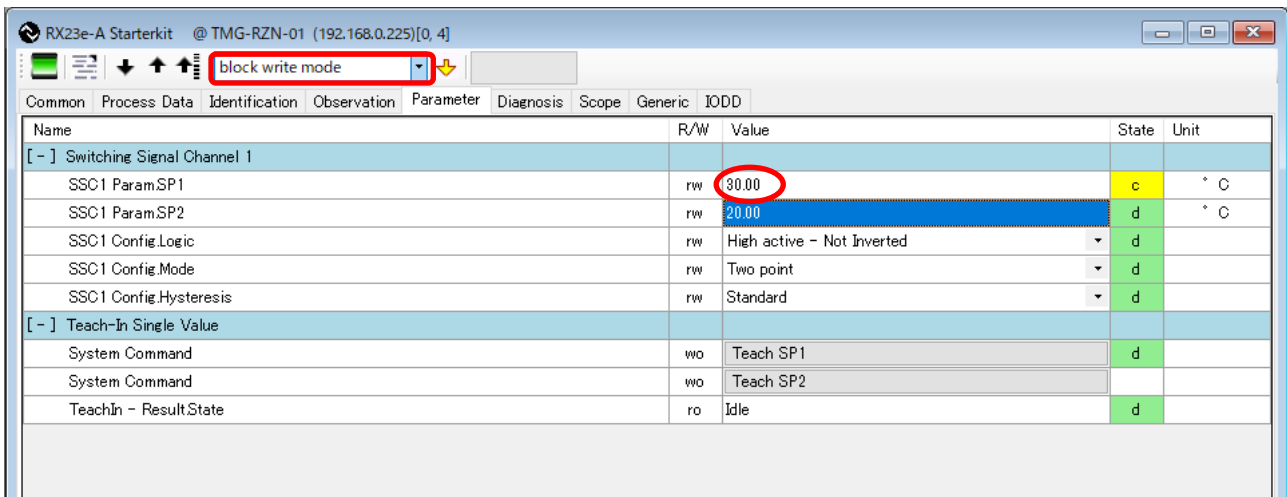 RX23e-A Starterkit @ TMG-RZN-01 (192.168.0.225)[0, 4]
block write mode
Common Process Data Identification Observation Parameter Diagnosis Scope Generic IODD
Name R/W Value State Unit
[-] Switching Signal Channel 1
SSC1 Param.SP1 rw 30.00 c °C
SSC1 Param.SP2 rw 20.00 d °C
SSC1 Config.Logic rw High active - Not Inverted d
SSC1 Config.Mode rw Two point d
SSC1 Config.Hysteresis rw Standard d
[-] Teach-In Single Value
System Command wo Teach SP1 d
System Command wo Teach SP2
TeachIn - Result.State ro Idle d